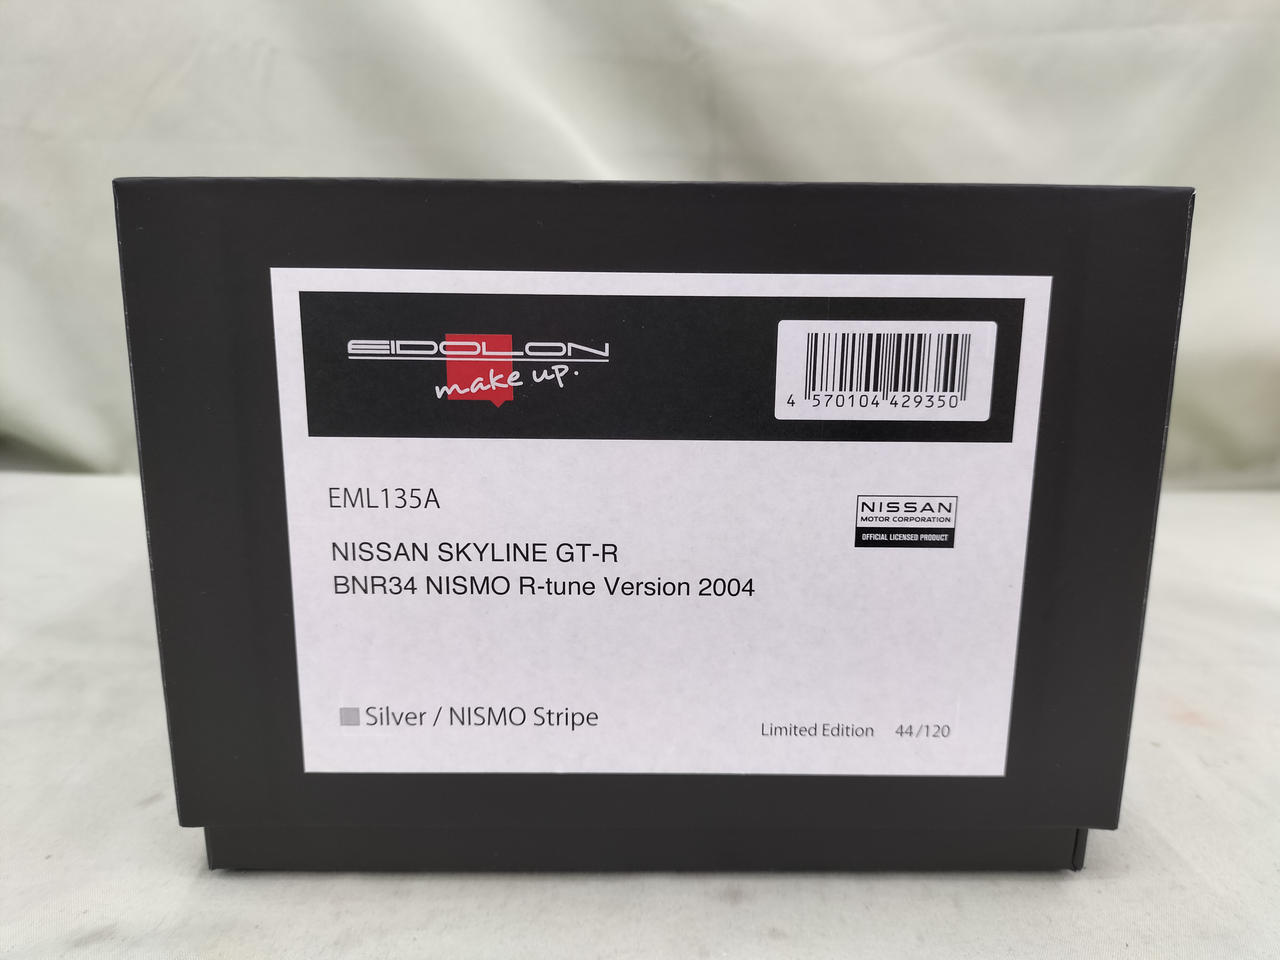 EIDOLON
make up.
4 570104 429350
EML135A
NISSAN
MOTOR CORPORATION
OFFICIAL LICENSED PRODUCT
NISSAN SKYLINE GT-R
BNR34 NISMO R-tune Version 2004
Silver / NISMO Stripe
Limited Edition 44/120